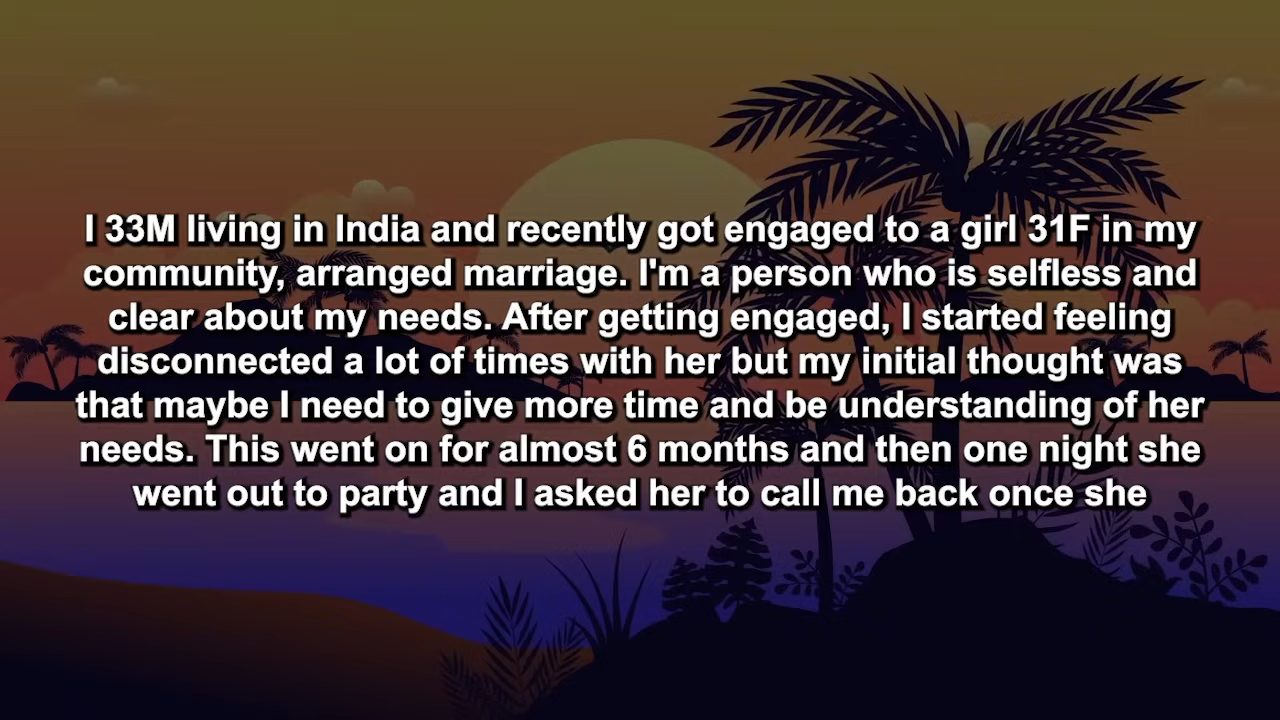 I 33M living in India and recently got engaged to a girl 31F in my
community, arranged marriage. I'm a person who is selfless and
clear about my needs. After getting engaged, I started feeling
disconnected a lot of times with her but my initial thought was
that maybe I need to give more time and be understanding of her
needs. This went on for almost 6 months and then one night she
went out to party and I asked her to call me back once she